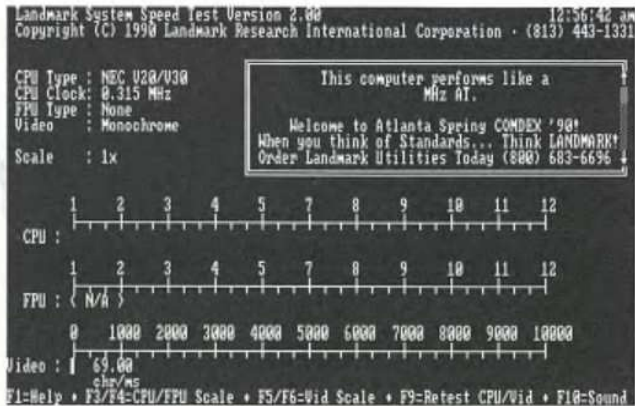 Landmark System Speed Test Version 2.00 12:56:42 am
Copyright (C) 1990 Landmark Research International Corporation · (813) 443-1331
CPU Type : NEC V20/V30
CPU Clock: 0.315 MHz
FPU Type : None
Video : Monochrome
Scale : 1x
This computer performs like a
MHz AT.
Welcome to Atlanta Spring COMDEX '90!
When you think of Standards... Think LANDMARK!
Order Landmark Utilities Today (800) 683-6696
1 2 3 4 5 7 8 9 10 11 12
CPU :
1 2 3 4 5 7 8 9 10 11 12
FPU : ( N/A )
0 1000 2000 3000 4000 5000 6000 7000 8000 9000 10000
Video : 69.00
chr/ms
F1=Help • F3/F4=CPU/FPU Scale • F5/F6=Vid Scale • F9=Retest CPU/Vid • F10=Sound